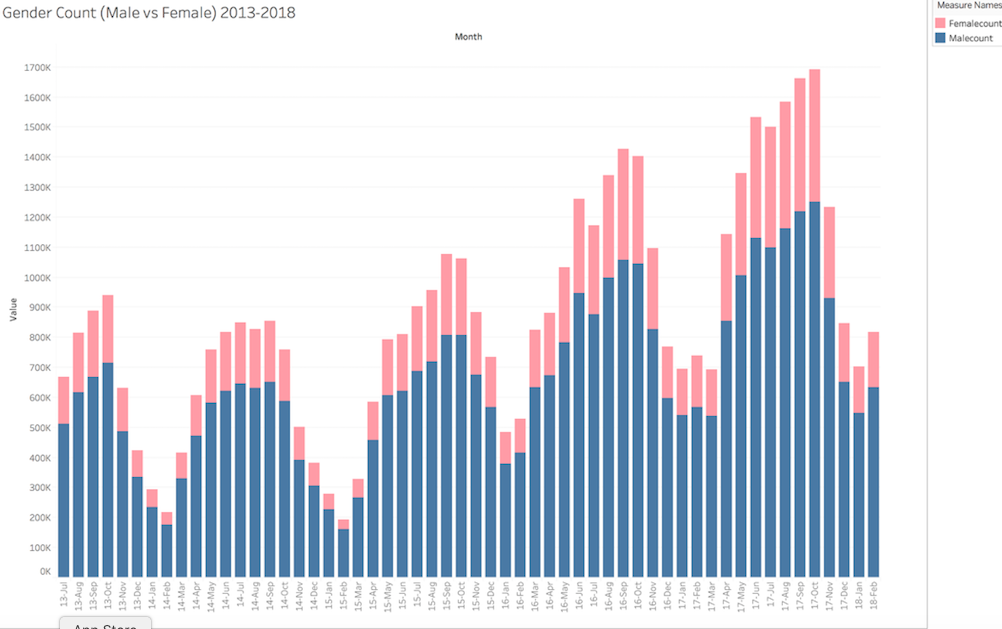 Gender Count (Male vs Female) 2013-2018
Measure Names
Femalecount
Malecount
Month
1700K
1600K
1500K
1400K
1300K
1200K
1100K
1000K
900K
800K
700K
600K
500K
400K
300K
200K
100K
0K
Value
13-Jul
13-Aug
13-Sep
13-Oct
13-Nov
13-Dec
14-Jan
14-Feb
14-Mar
14-Apr
14-May
14-Jun
14-Jul
14-Aug
14-Sep
14-Oct
14-Nov
14-Dec
15-Jan
15-Feb
15-Mar
15-Apr
15-May
15-Jun
15-Jul
15-Aug
15-Sep
15-Oct
15-Nov
15-Dec
16-Jan
16-Feb
16-Mar
16-Apr
16-May
16-Jun
16-Jul
16-Aug
16-Sep
16-Oct
16-Nov
16-Dec
17-Jan
17-Feb
17-Mar
17-Apr
17-May
17-Jun
17-Jul
17-Aug
17-Sep
17-Oct
17-Nov
17-Dec
18-Jan
18-Feb
App Store